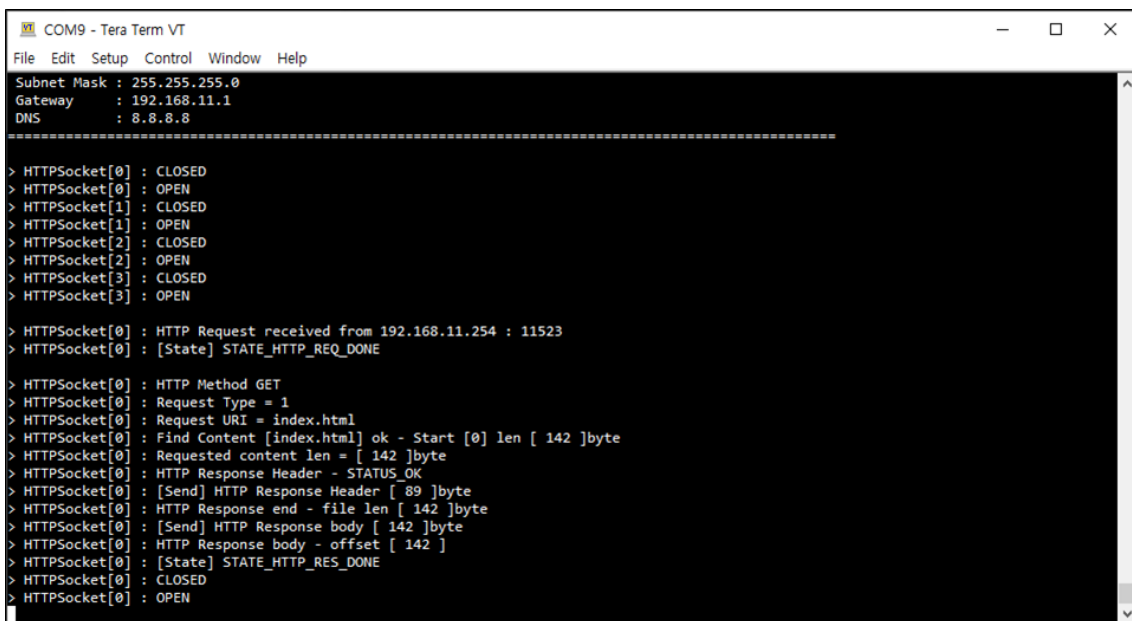 COM9 - Tera Term VT
File Edit Setup Control Window Help
Subnet Mask : 255.255.255.0
Gateway : 192.168.11.1
DNS : 8.8.8.8
====================================================================================================
> HTTPSocket[0] : CLOSED
> HTTPSocket[0] : OPEN
> HTTPSocket[1] : CLOSED
> HTTPSocket[1] : OPEN
> HTTPSocket[2] : CLOSED
> HTTPSocket[2] : OPEN
> HTTPSocket[3] : CLOSED
> HTTPSocket[3] : OPEN
> HTTPSocket[0] : HTTP Request received from 192.168.11.254 : 11523
> HTTPSocket[0] : [State] STATE_HTTP_REQ_DONE
> HTTPSocket[0] : HTTP Method GET
> HTTPSocket[0] : Request Type = 1
> HTTPSocket[0] : Request URI = index.html
> HTTPSocket[0] : Find Content [index.html] ok - Start [0] len [ 142 ]byte
> HTTPSocket[0] : Requested content len = [ 142 ]byte
> HTTPSocket[0] : HTTP Response Header - STATUS_OK
> HTTPSocket[0] : [Send] HTTP Response Header [ 89 ]byte
> HTTPSocket[0] : HTTP Response end - file len [ 142 ]byte
> HTTPSocket[0] : [Send] HTTP Response body [ 142 ]byte
> HTTPSocket[0] : HTTP Response body - offset [ 142 ]
> HTTPSocket[0] : [State] STATE_HTTP_RES_DONE
> HTTPSocket[0] : CLOSED
> HTTPSocket[0] : OPEN